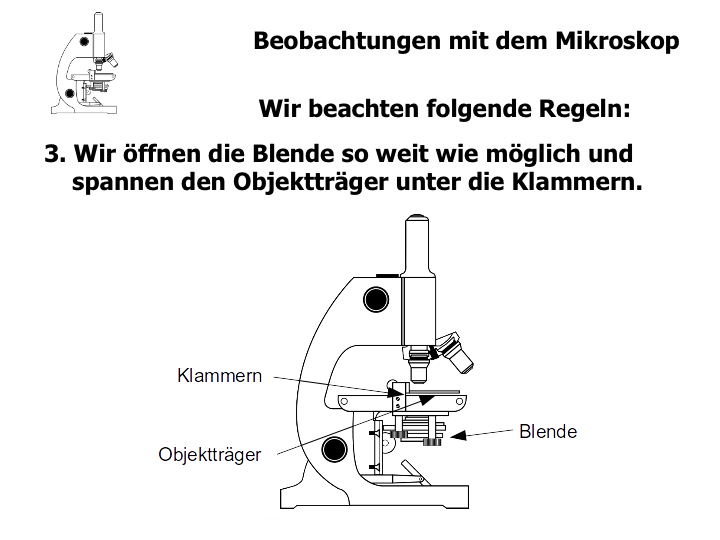 Beobachtungen mit dem Mikroskop
Wir beachten folgende Regeln:
3. Wir öffnen die Blende so weit wie möglich und
spannen den Objektträger unter die Klammern.
Klammern
Blende
Objektträger